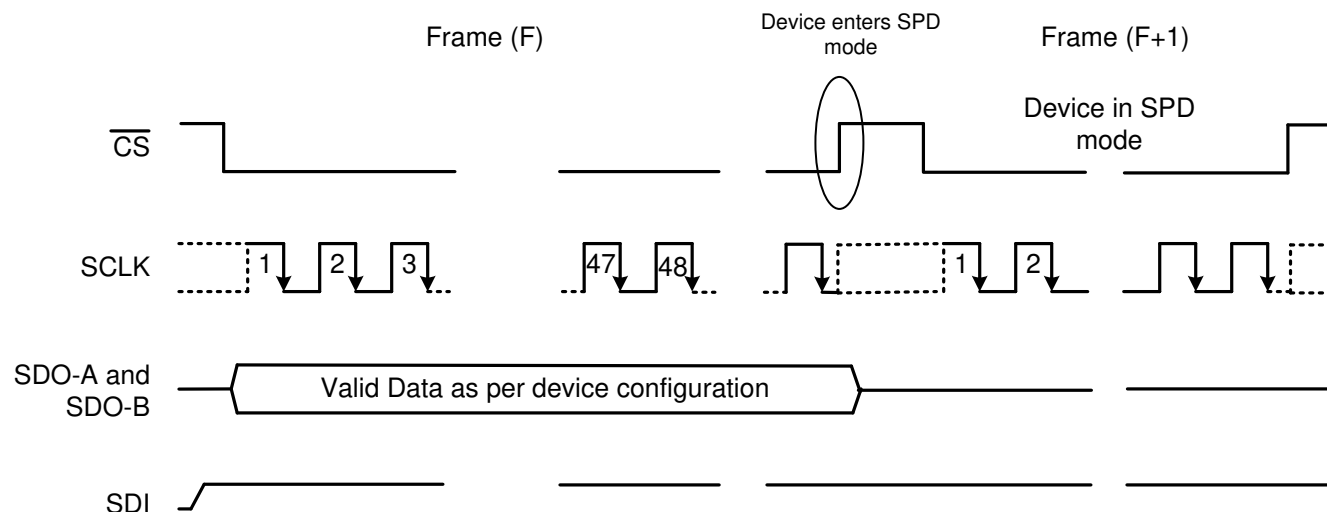 Frame (F)
Device enters SPD
mode
Frame (F+1)
Device in SPD
mode
CS
SCLK
1
2
3
47
48
1
2
SDO-A and
SDO-B
Valid Data as per device configuration
SDI